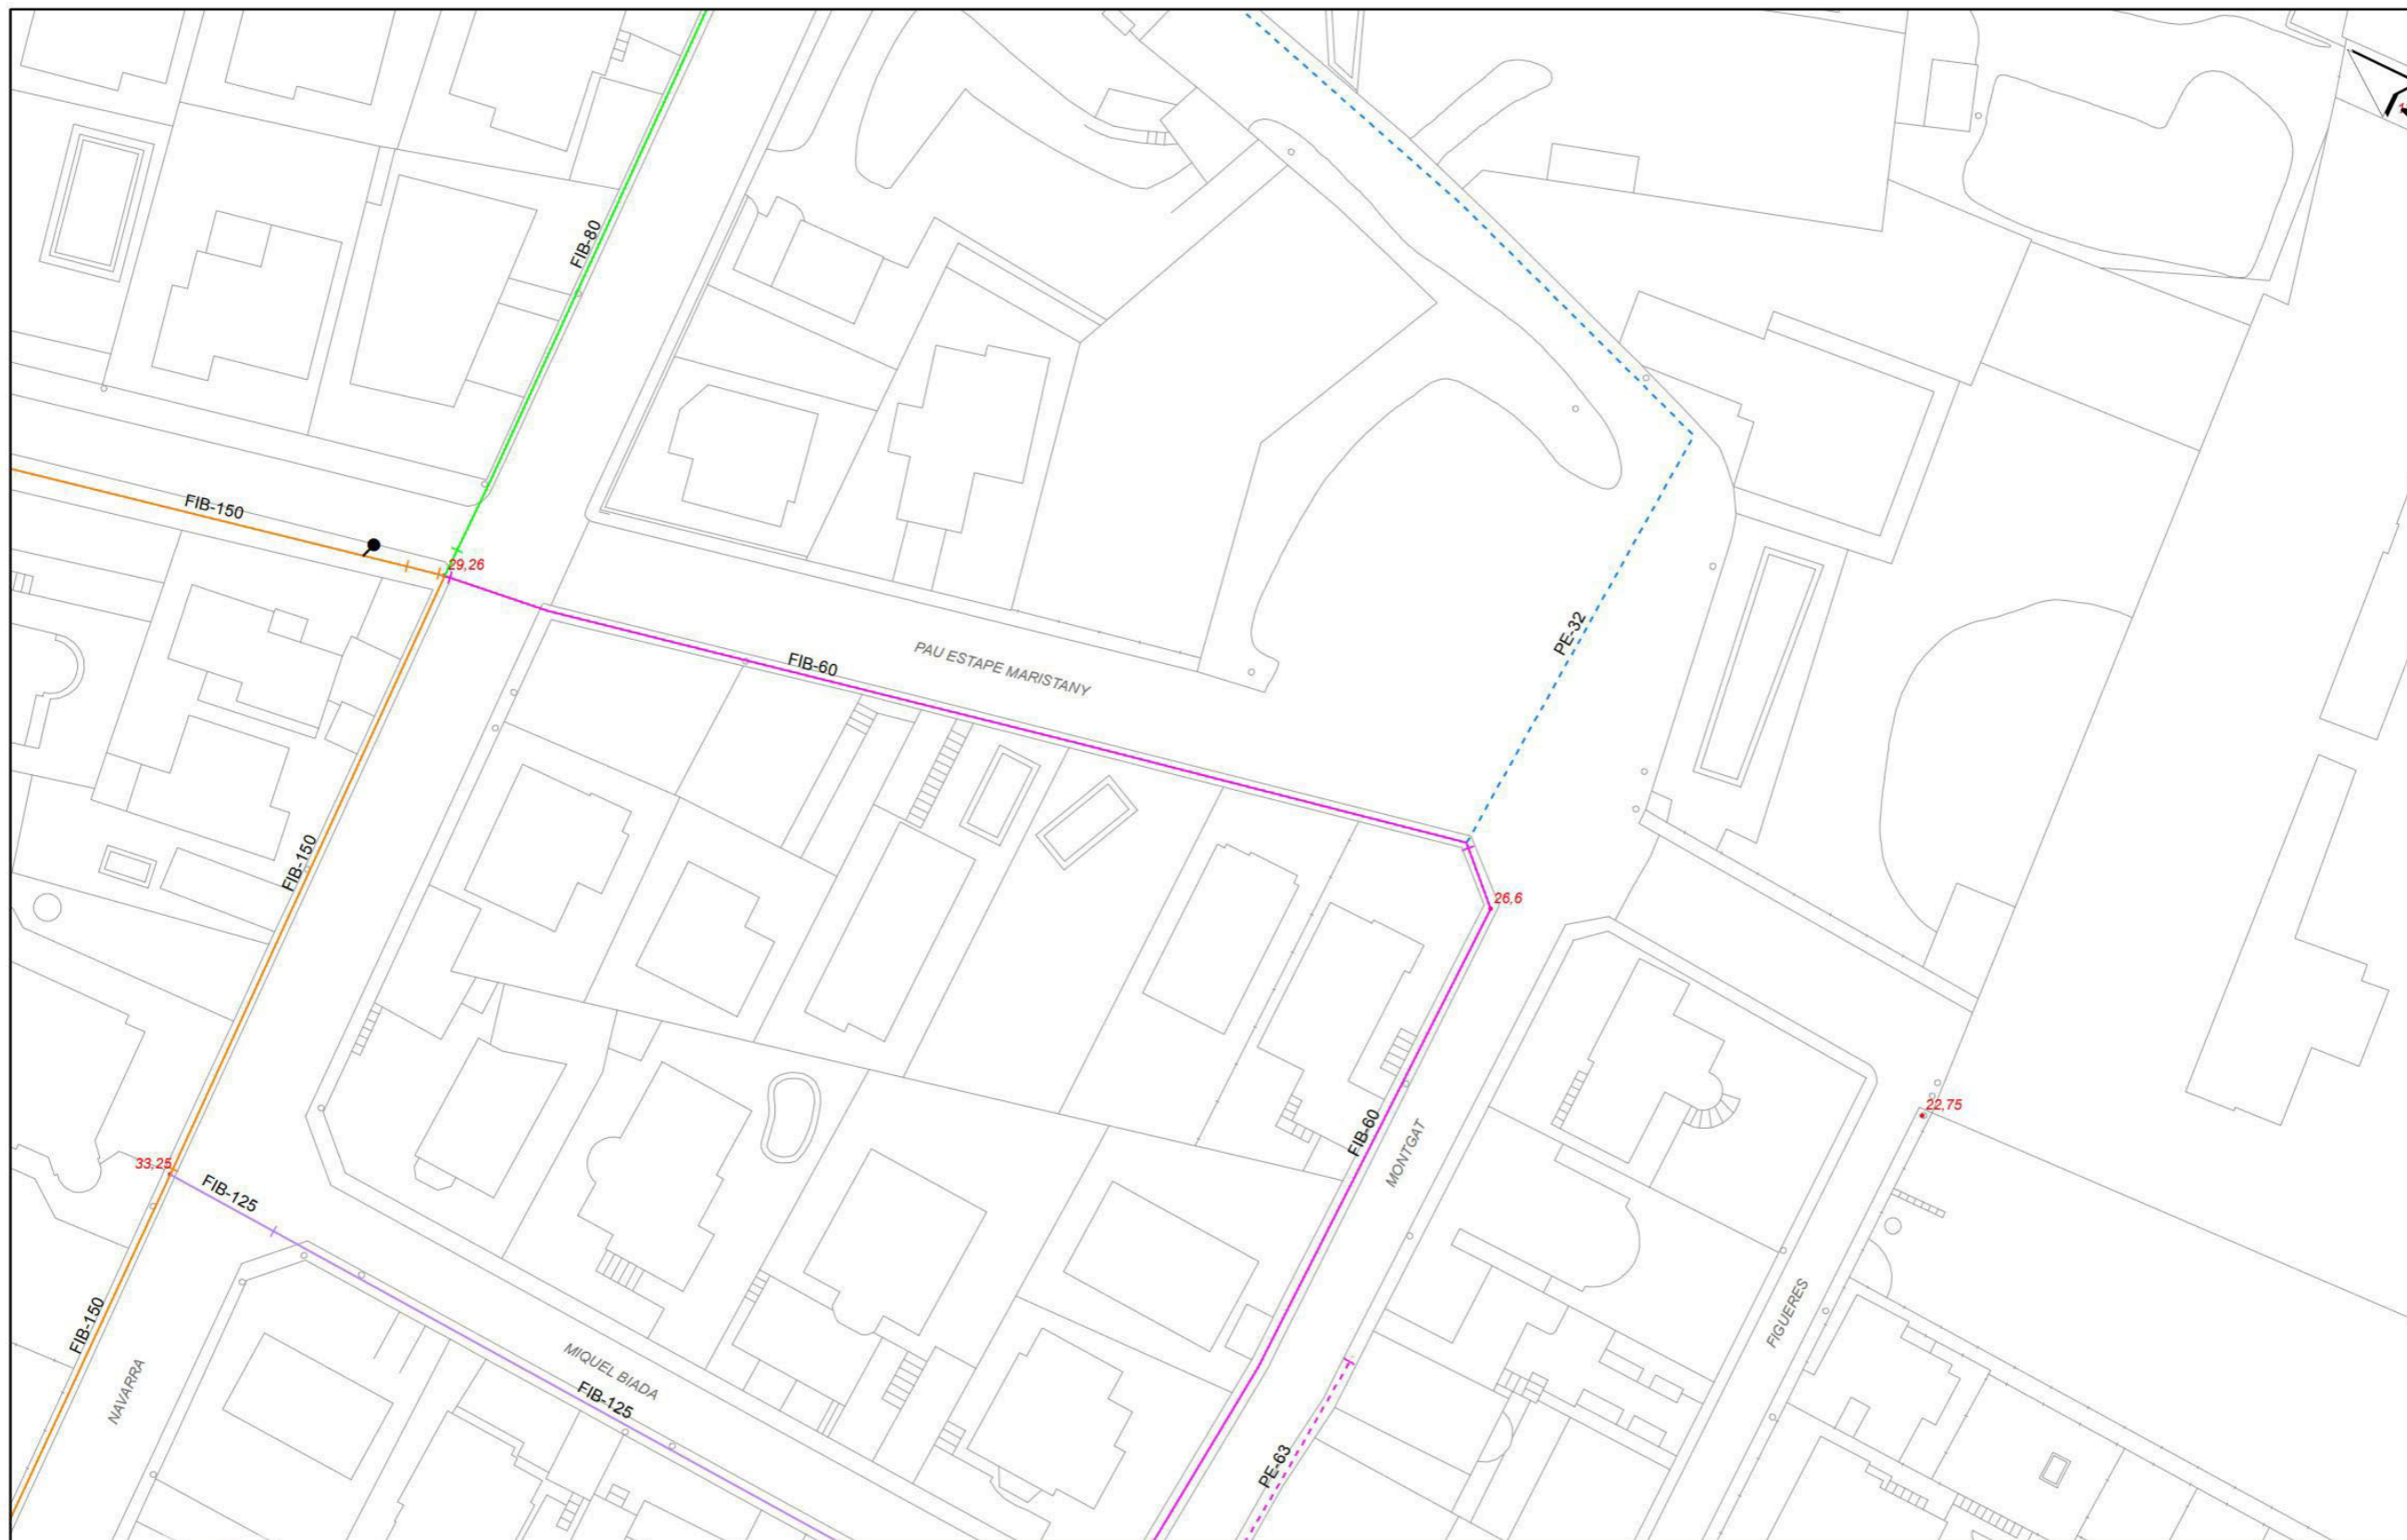 FIB-80
FIB-150
29,26
FIB-60
PAU ESTAPE MARISTANY
PE-32
FIB-150
26,6
22,75
FIB-60
MONTGAT
33,25
FIB-125
FIB-150
NAVARRA
MIQUEL BIADA
FIB-125
FIGUERES
PE-63